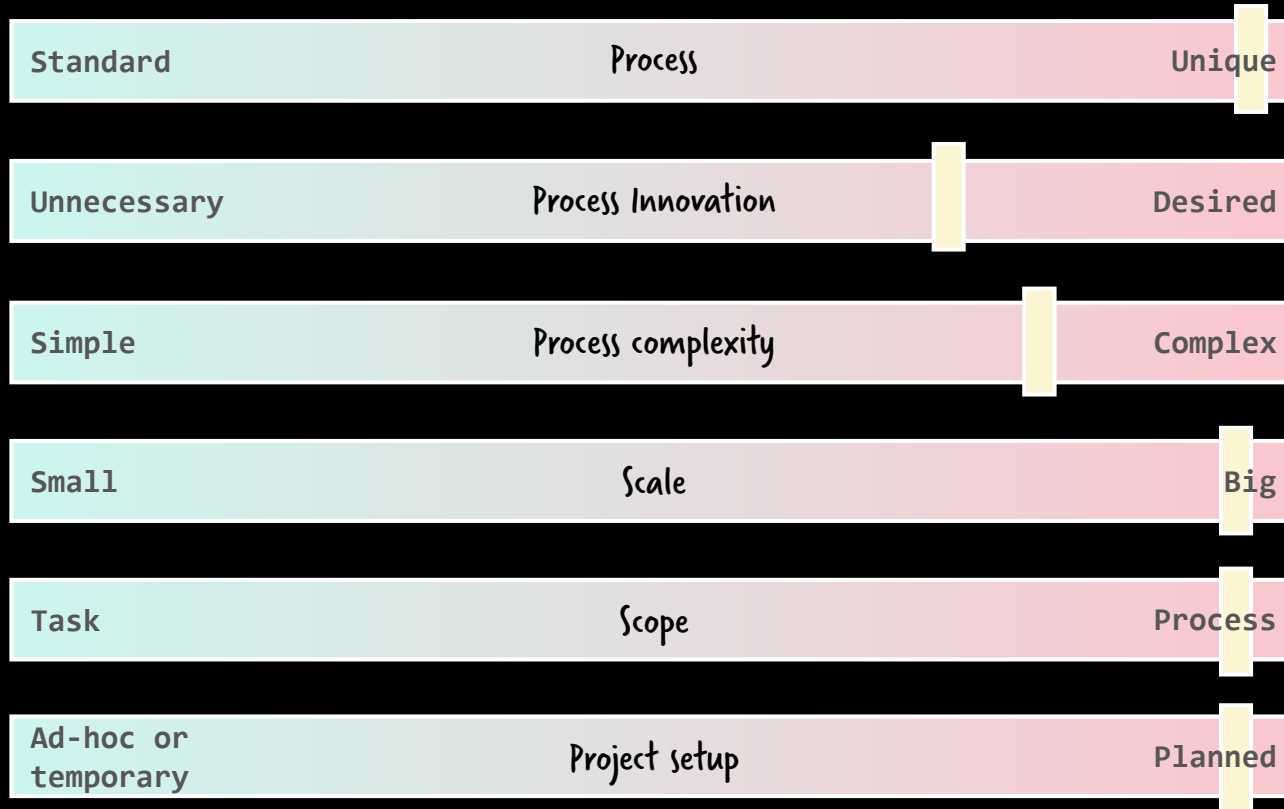 Standard Process Unique
Unnecessary Process Innovation Desired
Simple Process complexity Complex
Small Scale Big
Task Scope Process
Ad-hoc or
temporary Project setup Planned